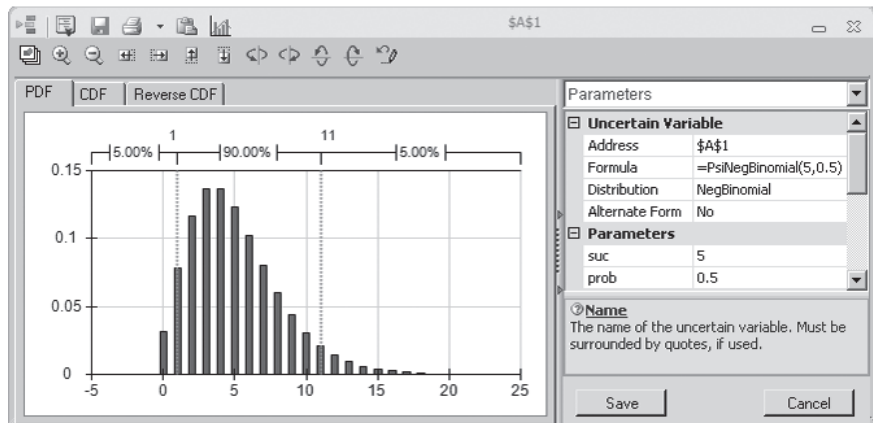 $A$1
PDF CDF Reverse CDF
1 11
5.00% 90.00% 5.00%
0.15
0.1
0.05
0
-5 0 5 10 15 20 25
Parameters
Uncertain Variable
Address $A$1
Formula =PsiNegBinomial(5,0.5)
Distribution NegBinomial
Alternate Form No
Parameters
suc 5
prob 0.5
Name
The name of the uncertain variable. Must be
surrounded by quotes, if used.
Save Cancel